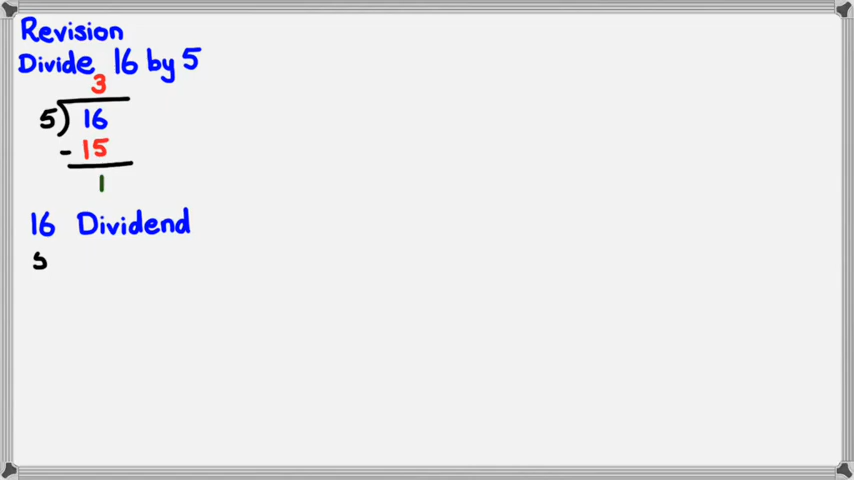 Revision
Divide 16 by 5
3
5) 16
- 15
1
16 Dividend
5